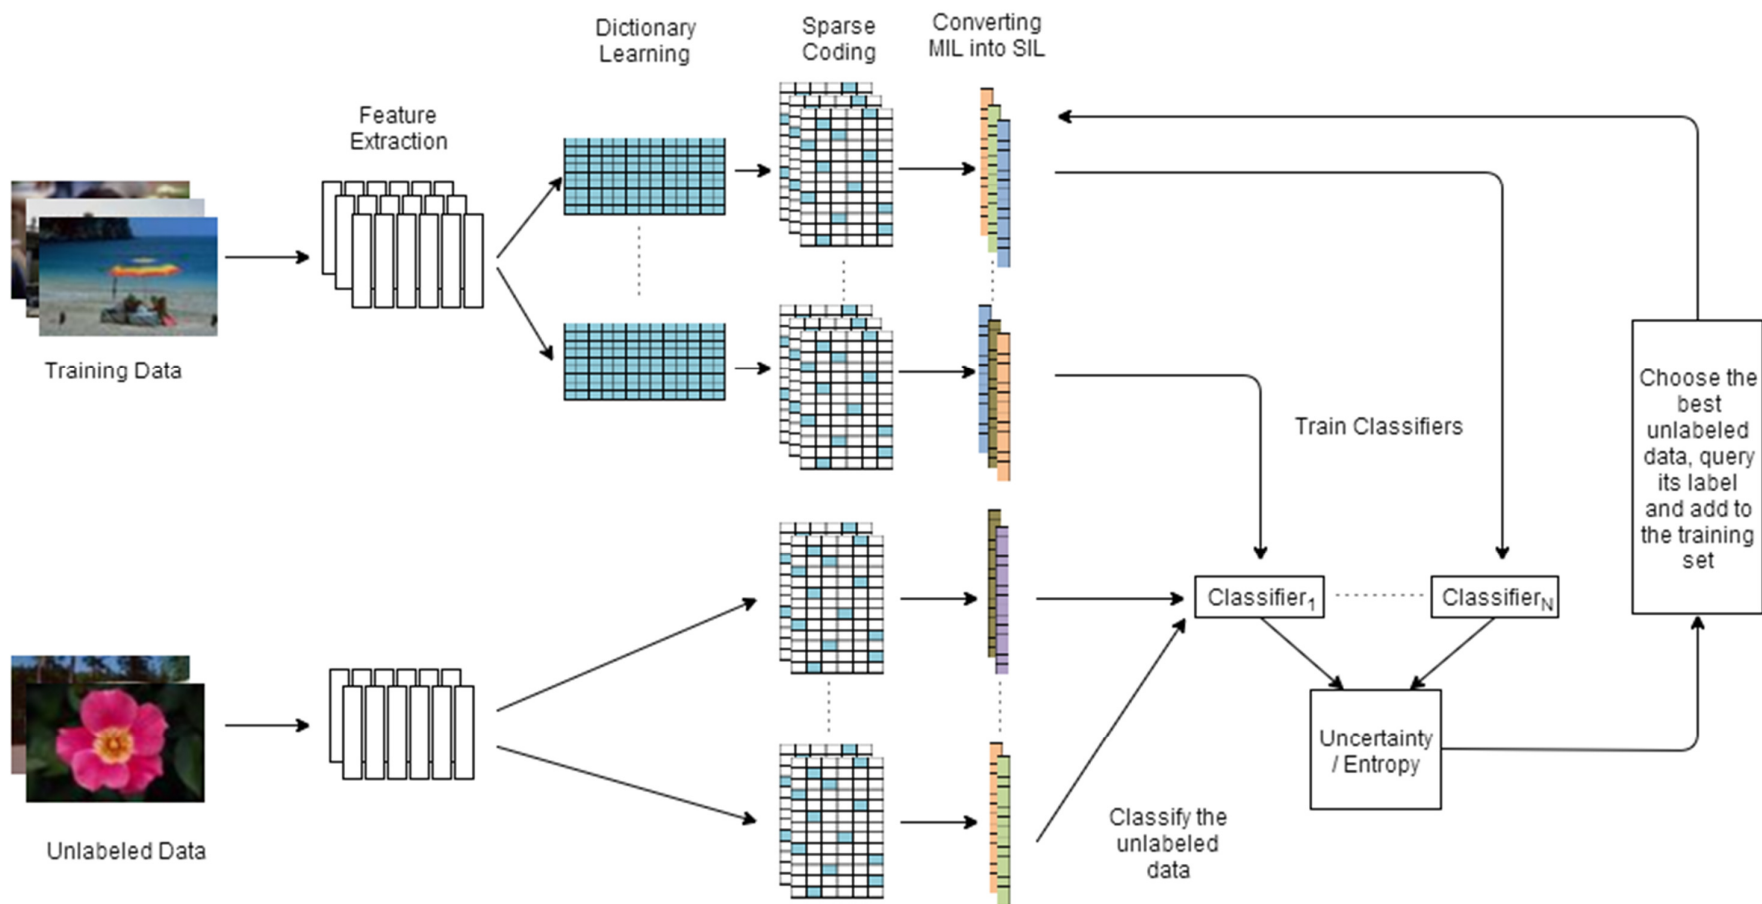 Dictionary
Learning
Sparse
Coding
Converting
MIL into SIL
Feature
Extraction
Training Data
Train Classifiers
Choose the
best
unlabeled
data, query
its label
and add to
the training
set
Classifier1
ClassifierN
Uncertainty
/ Entropy
Classify the
unlabeled
data
Unlabeled Data